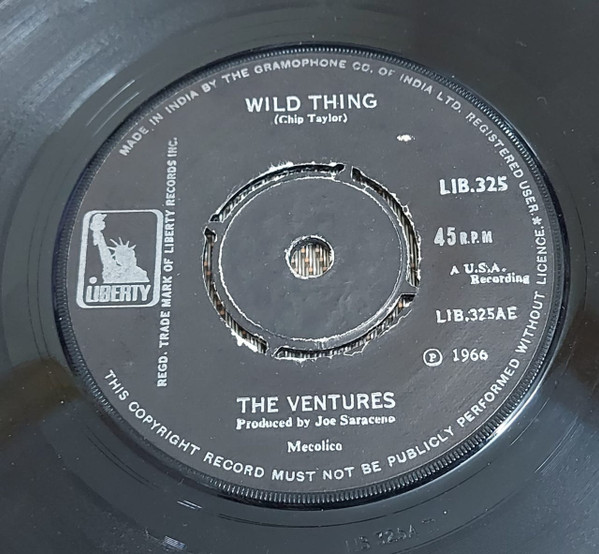 MADE IN INDIA BY THE GRAMOPHONE CO. OF INDIA LTD. REGISTERED USER.*
WILD THING
(Chip Taylor)
LIB.325
45 R.P.M
A U.S.A.
Recording
LIB.325AE
℗ 1966
LIBERTY
REGD. TRADE MARK OF LIBERTY RECORDS INC.
THE VENTURES
Produced by Joe Saraceno
Mecolico
THIS COPYRIGHT RECORD MUST NOT BE PUBLICLY PERFORMED WITHOUT LICENCE.